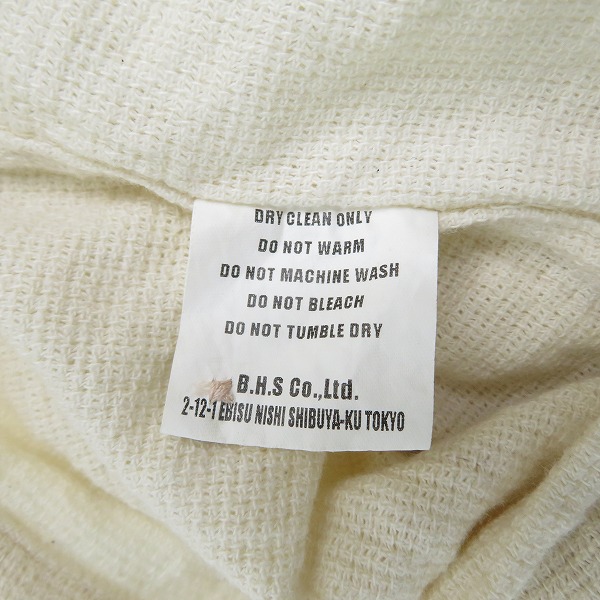 DRY CLEAN ONLY
DO NOT WARM
DO NOT MACHINE WASH
DO NOT BLEACH
DO NOT TUMBLE DRY
B.H.S Co.,Ltd.
2-12-1 EBISU NISHI SHIBUYA-KU TOKYO